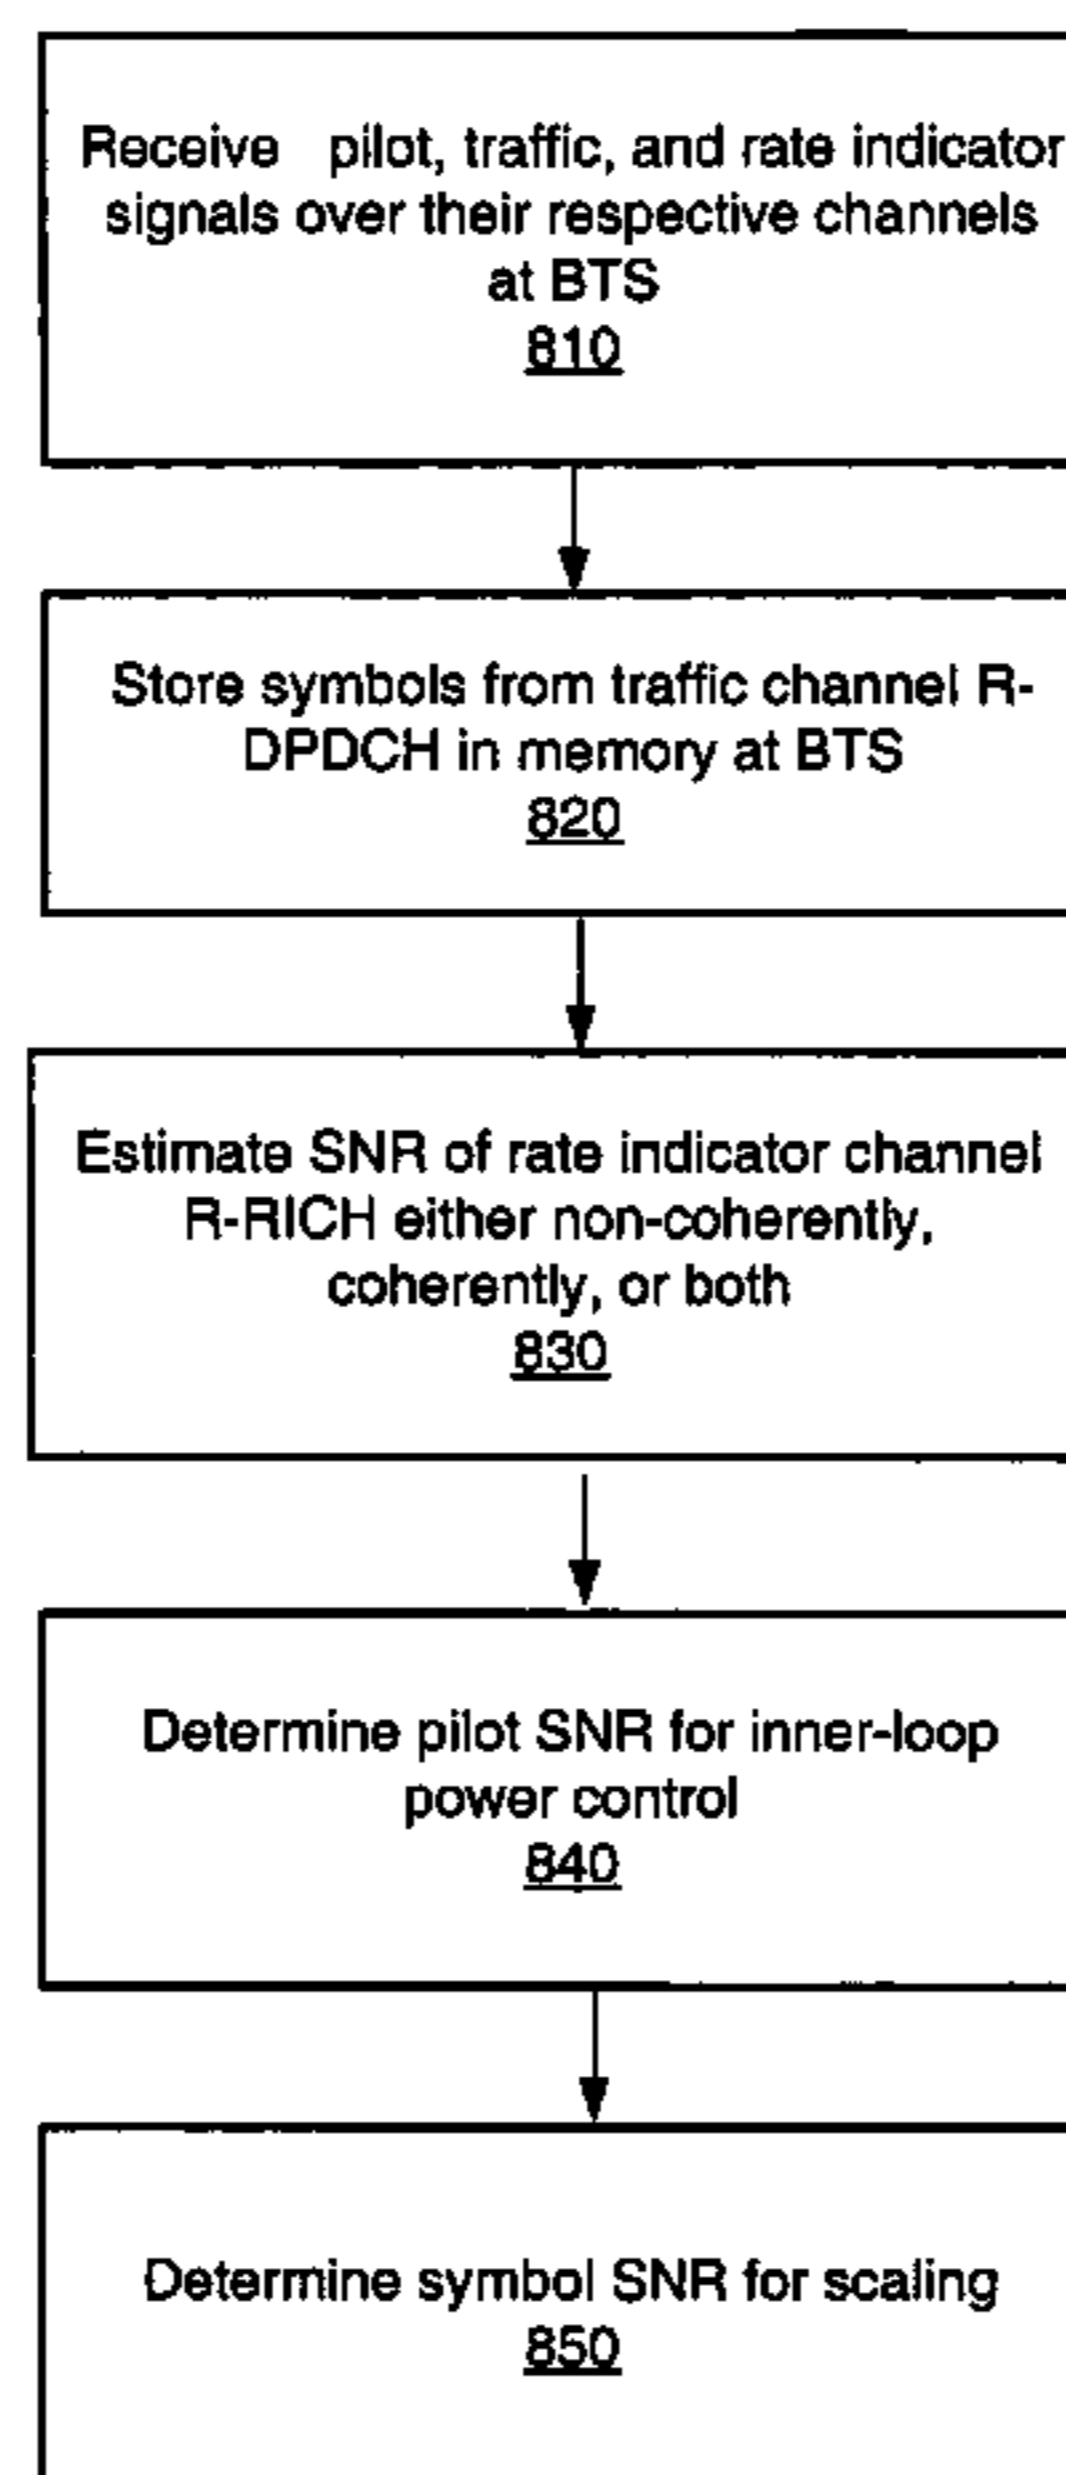 Receive pilot, traffic, and rate indicator
signals over their respective channels
at BTS
810
Store symbols from traffic channel R-
DPDCH in memory at BTS
820
Estimate SNR of rate indicator channel
R-RICH either non-coherently,
coherently, or both
830
Determine pilot SNR for inner-loop
power control
840
Determine symbol SNR for scaling
850